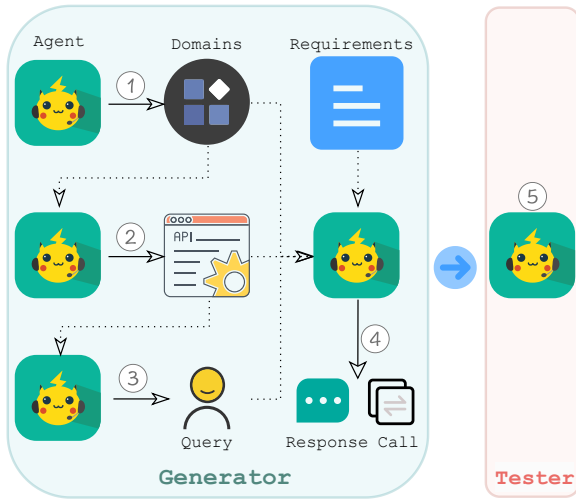 Agent
Domains
Requirements
1
2
API
5
3
4
Query
Response
Call
Generator
Tester